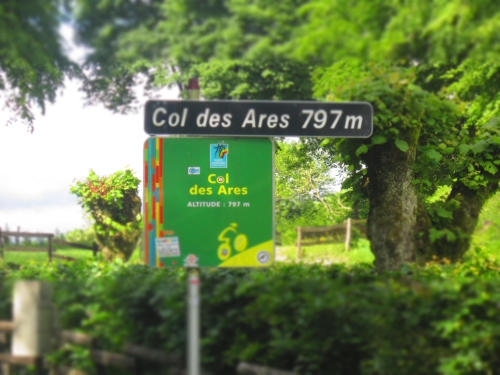 Col des Ares 797m
Col
des Ares
ALTITUDE : 797 m